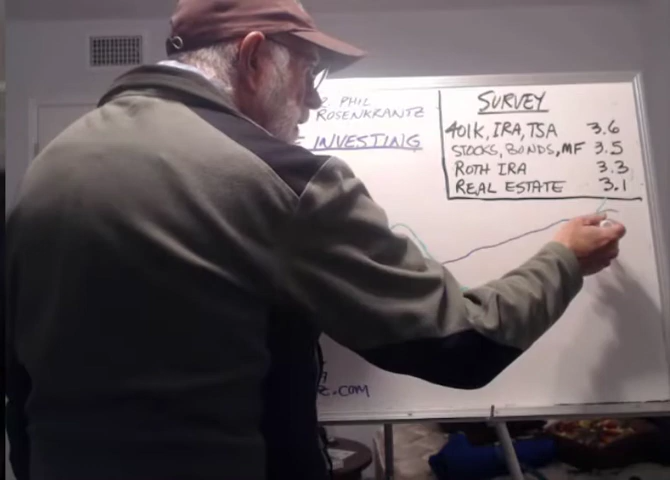 PHIL
ROSENKRANTZ
INVESTING
SURVEY
401K, IRA, TSA 3.6
STOCKS, BONDS, MF 3.5
ROTH IRA 3.3
REAL ESTATE 3.1
Z.COM